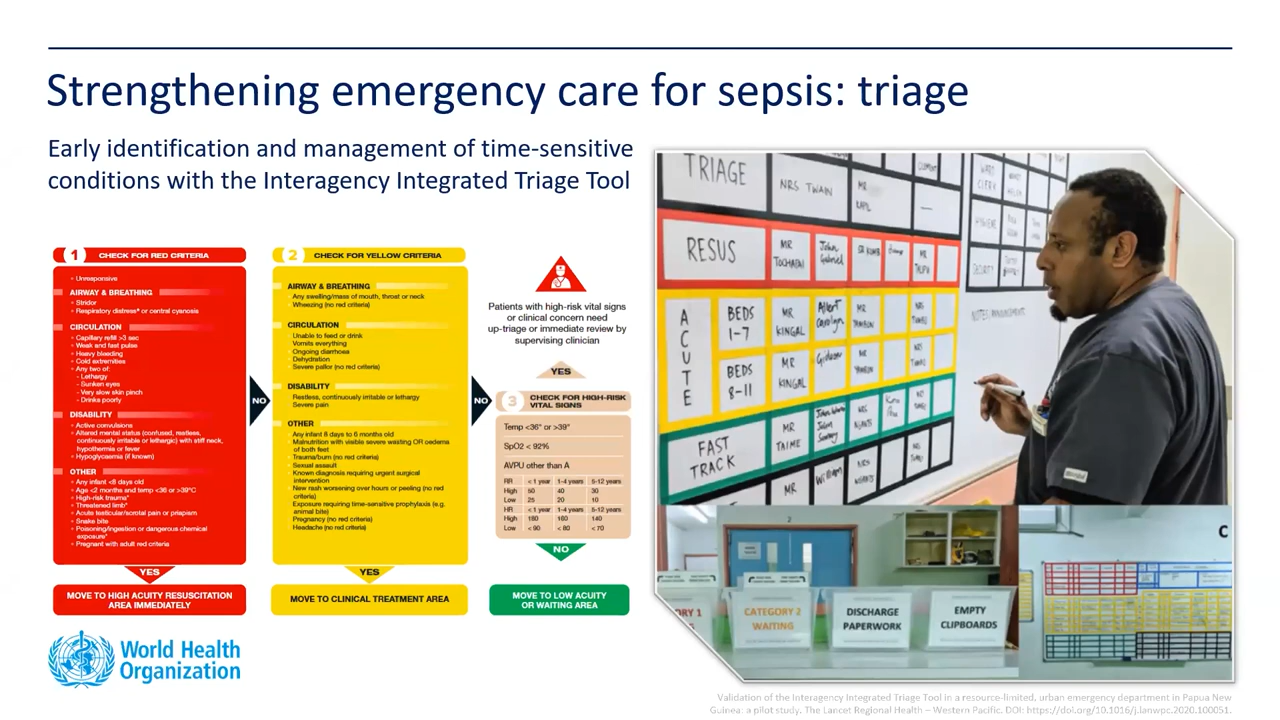 Strengthening emergency care for sepsis: triage
Early identification and management of time-sensitive
conditions with the Interagency Integrated Triage Tool
1 CHECK FOR RED CRITERIA
Unresponsive
AIRWAY & BREATHING
Stridor
Respiratory distress* or central cyanosis
CIRCULATION
Capillary refill >3 sec
Weak and fast pulse
Heavy bleeding
Cold extremities
Any two of:
- Lethargy
- Sunken eyes
- Very slow skin pinch
- Drinks poorly
DISABILITY
Active convulsions
Altered mental status (confused, restless,
continuously irritable or lethargic) with stiff neck,
hypothermia or fever
Hypoglycaemia (if known)
OTHER
Any infant <8 days old
Age <2 months and temp <36 or >39°C
High-risk trauma*
Threatened limb*
Acute testicular/scrotal pain or priapism
Snake bite
Poisoning/ingestion or dangerous chemical
exposure*
Pregnant with adult red criteria
YES
MOVE TO HIGH ACUITY RESUSCITATION
AREA IMMEDIATELY
NO
2 CHECK FOR YELLOW CRITERIA
AIRWAY & BREATHING
Any swelling/mass of mouth, throat or neck
Wheezing (no red criteria)
CIRCULATION
Unable to feed or drink
Vomits everything
Ongoing diarrhoea
Dehydration
Severe pallor (no red criteria)
DISABILITY
Restless, continuously irritable or lethargy
Severe pain
OTHER
Any infant 8 days to 6 months old
Malnutrition with visible severe wasting OR oedema
of both feet
Trauma/burn (no red criteria)
Sexual assault
Known diagnosis requiring urgent surgical
intervention
New rash worsening over hours or peeling (no red
criteria)
Exposure requiring time-sensitive prophylaxis (e.g.
animal bite)
Pregnancy (no red criteria)
Headache (no red criteria)
YES
MOVE TO CLINICAL TREATMENT AREA
NO
Patients with high-risk vital signs
or clinical concern need
up-triage or immediate review by
supervising clinician
YES
3 CHECK FOR HIGH-RISK
VITAL SIGNS
Temp <36° or >39°
SpO2 < 92%
AVPU other than A
RR < 1 year 1-4 years 5-12 years
High 50 40 30
Low 25 20 10
HR < 1 year 1-4 years 5-12 years
High 180 160 140
Low < 90 < 80 < 70
NO
MOVE TO LOW ACUITY
OR WAITING AREA
TRIAGE NRS TWAIN MR
RESUS MR TOCHAPAI John Gabriel MR
ACUTE
BEDS 1-7 MR KINGAL
BEDS 8-11 MR KINGAL
FAST TRACK MR TAIME
MR William
SECURITY
CATEGORY 2
WAITING
DISCHARGE
PAPERWORK
EMPTY
CLIPBOARDS
C
World Health
Organization
Validation of the Interagency Integrated Triage Tool in a resource-limited, urban emergency department in Papua New
Guinea: a pilot study. The Lancet Regional Health – Western Pacific. DOI: https://doi.org/10.1016/j.lanwpc.2020.100051.